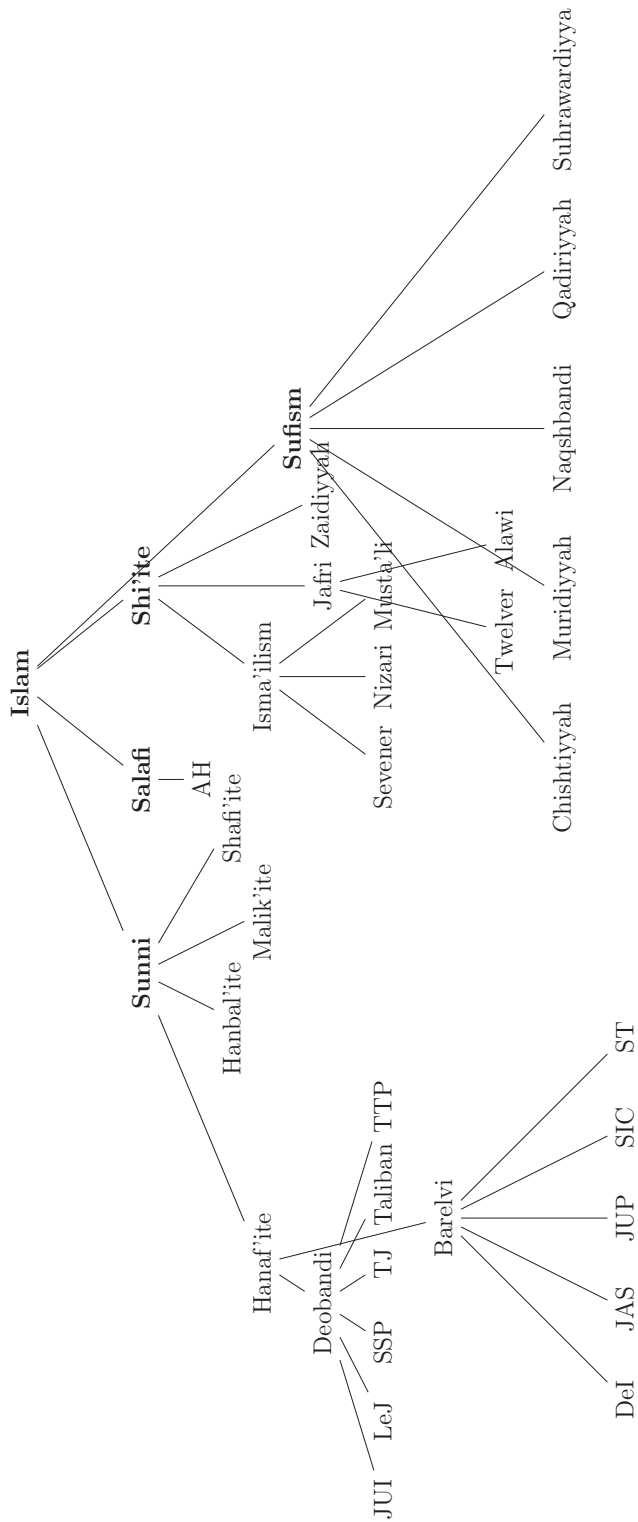 Islam
Sunni
Salafi
Shi'ite
Sufism
AH
Hanaf'ite
Hanbal'ite
Malik'ite
Shafi'ite
Isma'ilism
Jafri
Zaidiyyah
Deobandi
Barelvi
JUI
LeJ
SSP
TJ
Taliban
TTP
Sevener
Nizari
Musta'li
Twelver
Alawi
DeI
JAS
JUP
SIC
ST
Chishtiyyah
Muridiyyah
Naqshbandi
Qadiriyyah
Suhrawardiyya